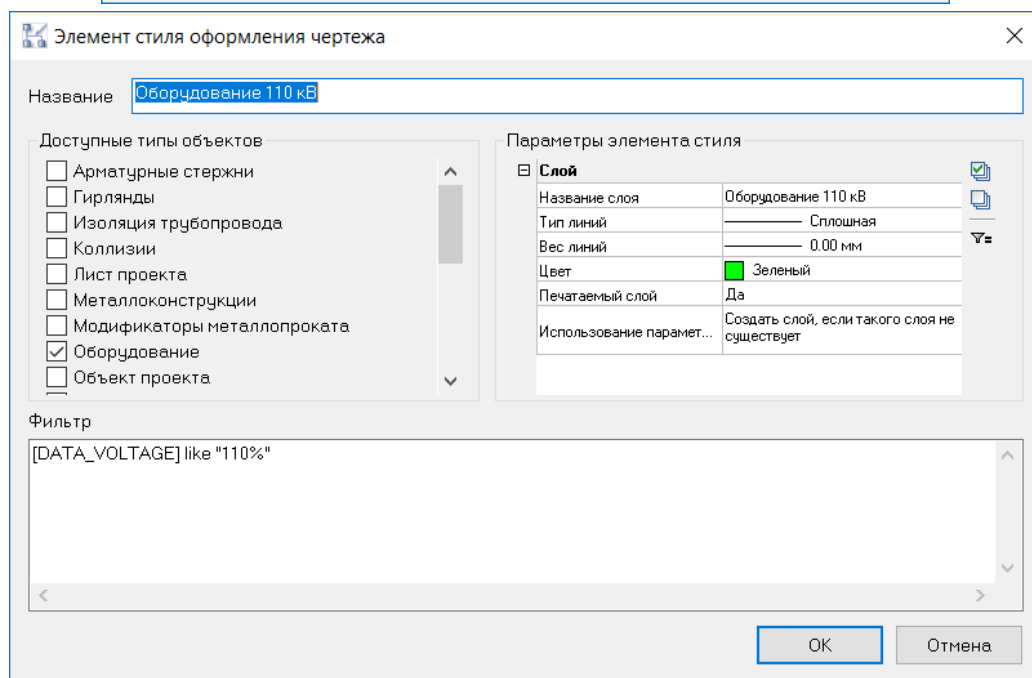 Элемент стиля оформления чертежа
Название
Оборудование 110 кВ
Доступные типы объектов
Арматурные стержни
Гирлянды
Изоляция трубопровода
Коллизии
Лист проекта
Металлоконструкции
Модификаторы металлопроката
Оборудование
Объект проекта
Параметры элемента стиля
Слой
Название слоя Оборудование 110 кВ
Тип линий Сплошная
Вес линий 0.00 мм
Цвет Зеленый
Печатаемый слой Да
Использование парамет... Создать слой, если такого слоя не
существует
Фильтр
[DATA_VOLTAGE] like "110%"
OK Отмена